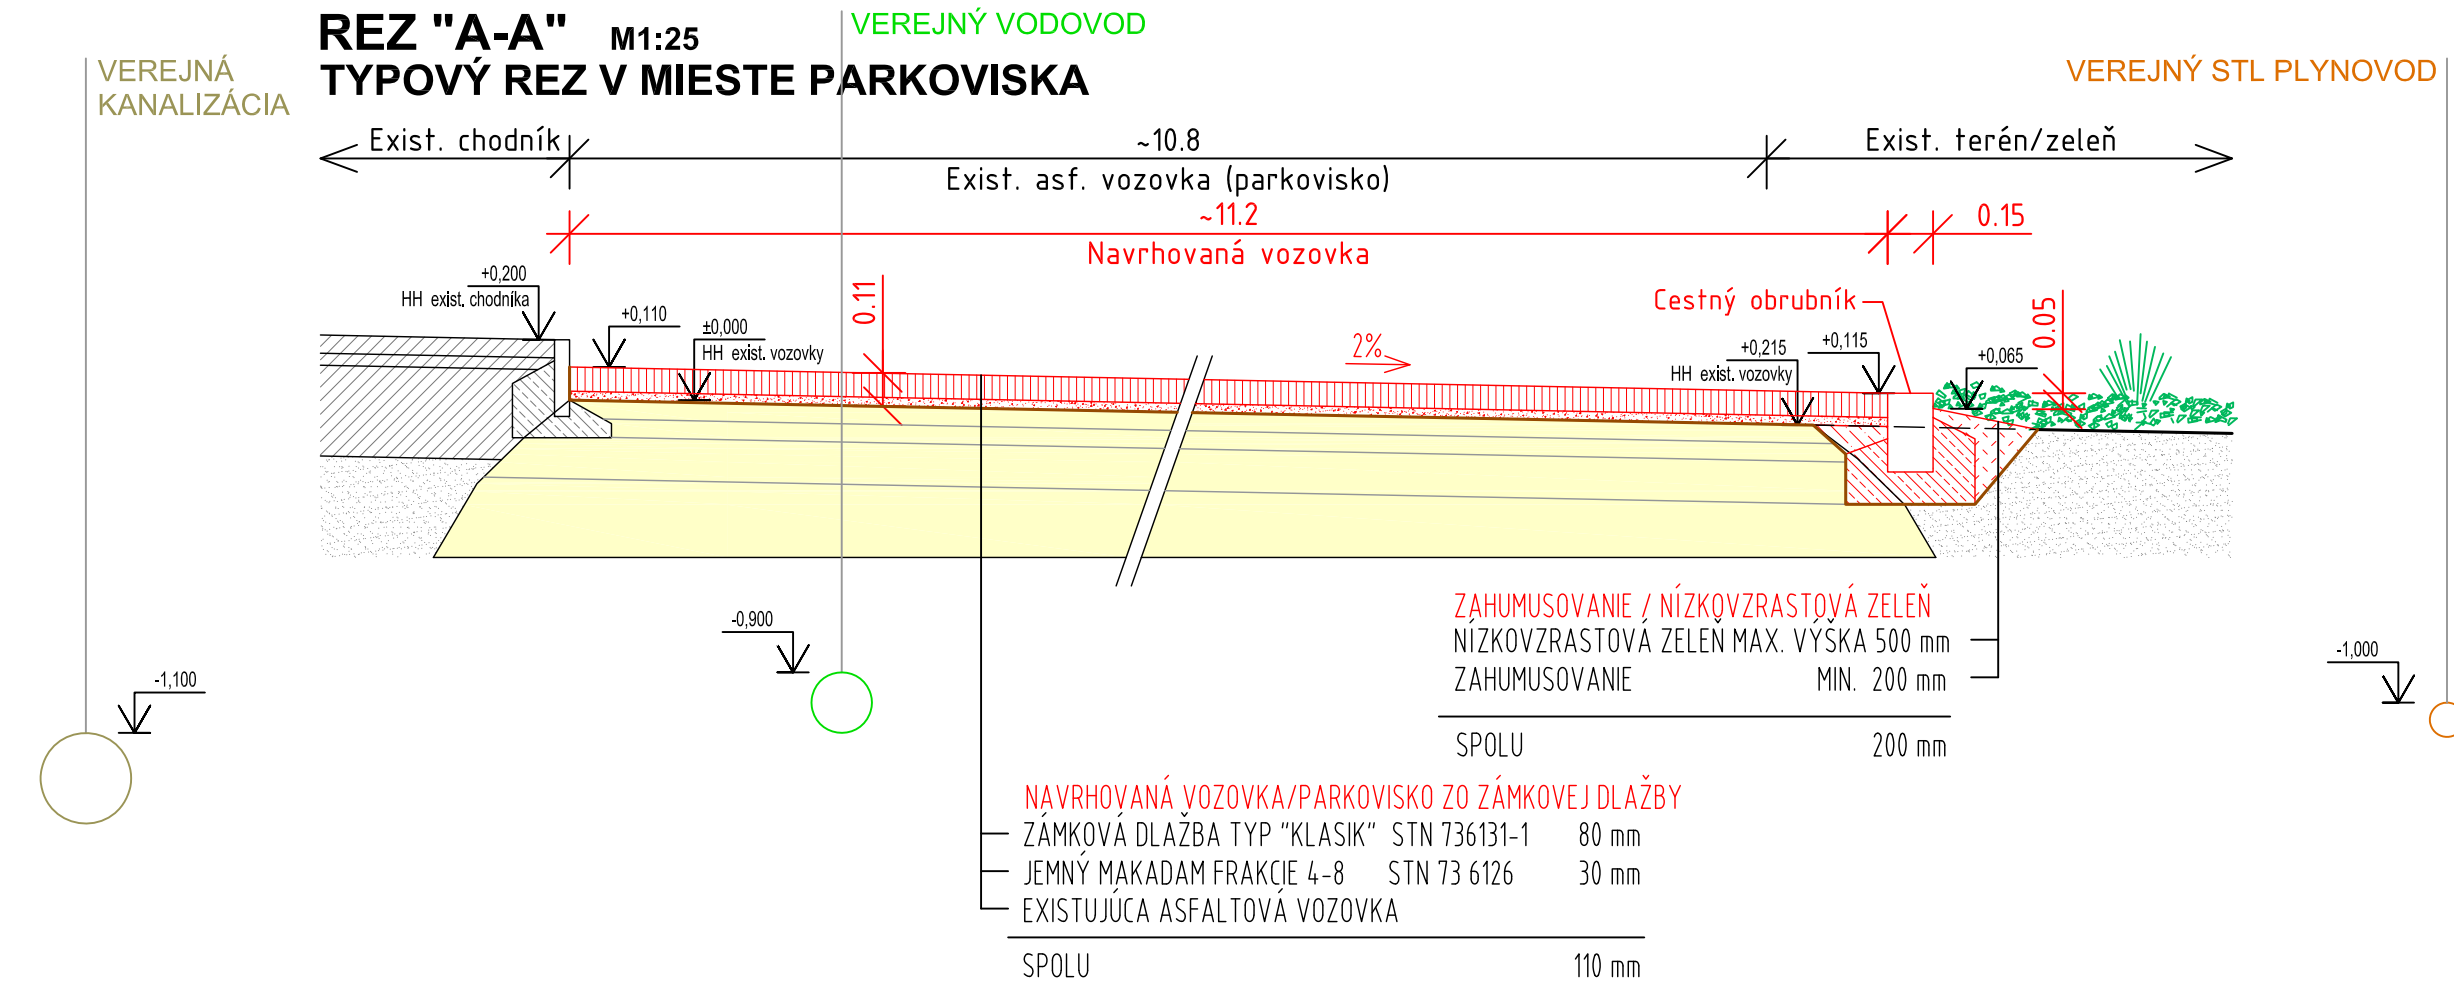 REZ "A-A" M1:25
TYPOVÝ REZ V MIESTE PARKOVISKA
VEREJNÝ VODOVOD
VEREJNÁ
KANALIZÁCIA
VEREJNÝ STL PLYNOVOD
Exist. chodník
~10.8
Exist. terén/zeleň
Exist. asf. vozovka (parkovisko)
~11.2
0.15
Navrhovaná vozovka
+0,200
HH exist. chodníka
+0,110
±0,000
HH exist. vozovky
0.11
2%
Cestný obrubník
+0,215
HH exist. vozovky
+0,115
0.05
+0,065
-0,900
-1,100
-1,000
ZAHUMUSOVANIE / NÍZKOVZRASTOVÁ ZELEŇ
NÍZKOVZRASTOVÁ ZELEŇ MAX. VÝŠKA 500 mm
ZAHUMUSOVANIE MIN. 200 mm
SPOLU 200 mm
NAVRHOVANÁ VOZOVKA/PARKOVISKO ZO ZÁMKOVEJ DLAŽBY
ZÁMKOVÁ DLAŽBA TYP "KLASIK" STN 736131-1 80 mm
JEMNÝ MAKADAM FRAKCIE 4-8 STN 73 6126 30 mm
EXISTUJÚCA ASFALTOVÁ VOZOVKA
SPOLU 110 mm